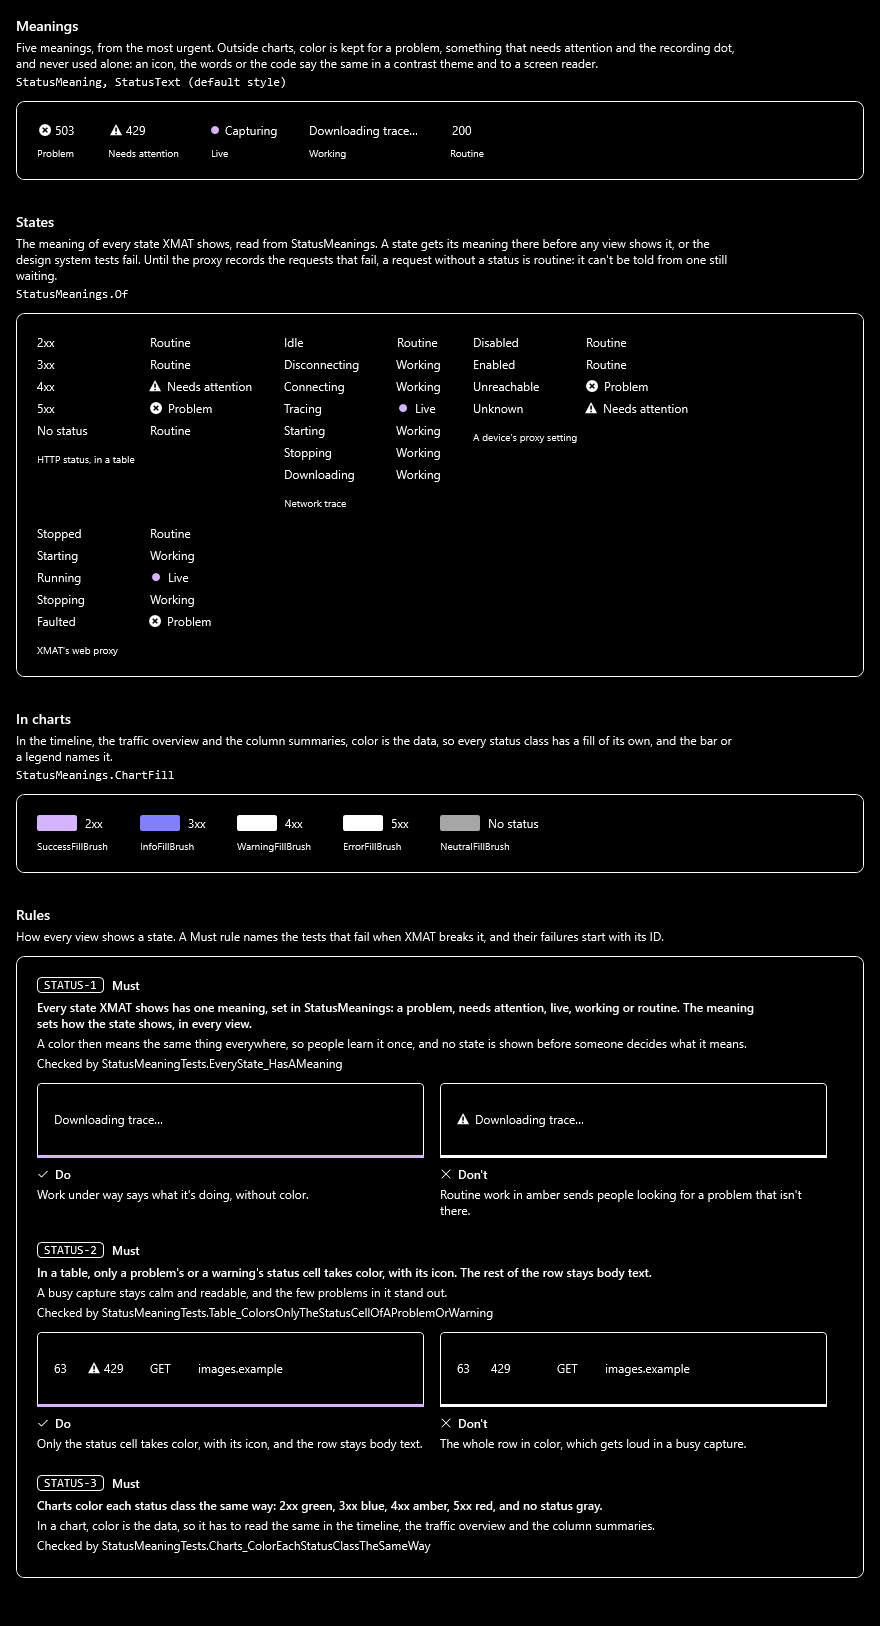 Meanings
Five meanings, from the most urgent. Outside charts, color is kept for a problem, something that needs attention and the recording dot,
and never used alone: an icon, the words or the code say the same in a contrast theme and to a screen reader.
StatusMeaning, StatusText (default style)
503 429 Capturing Downloading trace... 200
Problem Needs attention Live Working Routine
States
The meaning of every state XMAT shows, read from StatusMeanings. A state gets its meaning there before any view shows it, or the
design system tests fail. Until the proxy records the requests that fail, a request without a status is routine: it can't be told from one still
waiting.
StatusMeanings.Of
2xx Routine
3xx Routine
4xx Needs attention
5xx Problem
No status Routine
HTTP status, in a table
Idle Routine
Disconnecting Working
Connecting Working
Tracing Live
Starting Working
Stopping Working
Downloading Working
Network trace
Disabled Routine
Enabled Routine
Unreachable Problem
Unknown Needs attention
A device's proxy setting
Stopped Routine
Starting Working
Running Live
Stopping Working
Faulted Problem
XMAT's web proxy
In charts
In the timeline, the traffic overview and the column summaries, color is the data, so every status class has a fill of its own, and the bar or
a legend names it.
StatusMeanings.ChartFill
2xx 3xx 4xx 5xx No status
SuccessFillBrush InfoFillBrush WarningFillBrush ErrorFillBrush NeutralFillBrush
Rules
How every view shows a state. A Must rule names the tests that fail when XMAT breaks it, and their failures start with its ID.
STATUS-1 Must
Every state XMAT shows has one meaning, set in StatusMeanings: a problem, needs attention, live, working or routine. The meaning
sets how the state shows, in every view.
A color then means the same thing everywhere, so people learn it once, and no state is shown before someone decides what it means.
Checked by StatusMeaningTests.EveryState_HasAMeaning
Downloading trace...
Do
Work under way says what it's doing, without color.
Downloading trace...
Don't
Routine work in amber sends people looking for a problem that isn't
there.
STATUS-2 Must
In a table, only a problem's or a warning's status cell takes color, with its icon. The rest of the row stays body text.
A busy capture stays calm and readable, and the few problems in it stand out.
Checked by StatusMeaningTests.Table_ColorsOnlyTheStatusCellOfAProblemOrWarning
63 429 GET images.example
Do
Only the status cell takes color, with its icon, and the row stays body text.
63 429 GET images.example
Don't
The whole row in color, which gets loud in a busy capture.
STATUS-3 Must
Charts color each status class the same way: 2xx green, 3xx blue, 4xx amber, 5xx red, and no status gray.
In a chart, color is the data, so it has to read the same in the timeline, the traffic overview and the column summaries.
Checked by StatusMeaningTests.Charts_ColorEachStatusClassTheSameWay